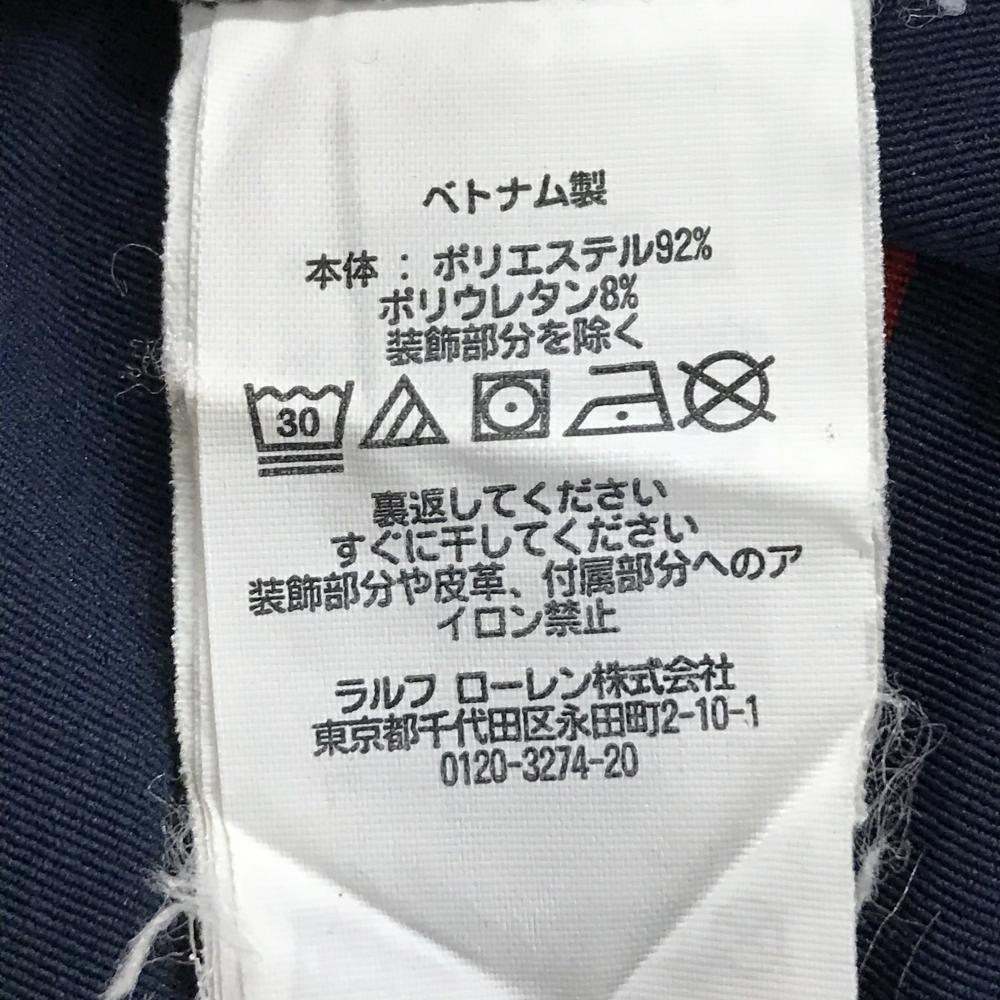 ベトナム製
本体 : ポリエステル92%
ポリウレタン8%
装飾部分を除く
30
裏返してください
すぐに干してください
装飾部分や皮革、付属部分へのア
イロン禁止
ラルフ ローレン株式会社
東京都千代田区永田町2-10-1
0120-3274-20